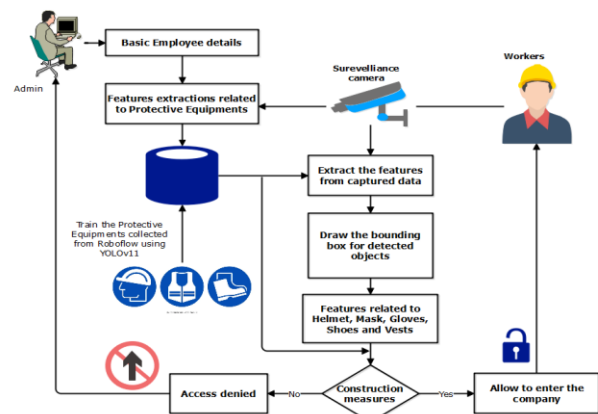 Basic Employee details
Admin
Surevelliance
camera
Workers
Features extractions related
to Protective Equipments
Extract the features
from captured data
Train the Protective
Equipments collected
from Roboflow using
YOLOv11
Draw the bounding
box for detected
objects
Features related to
Helmet, Mask, Gloves,
Shoes and Vests
Access denied
No
Construction
measures
Yes
Allow to enter the
company